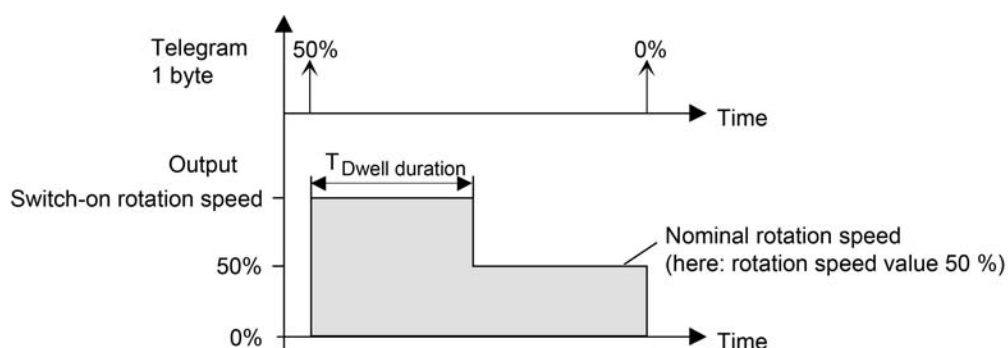 Telegram
1 byte
50%
0%
Time
Output
Switch-on rotation speed
T Dwell duration
50%
0%
Nominal rotation speed
(here: rotation speed value 50 %)
Time